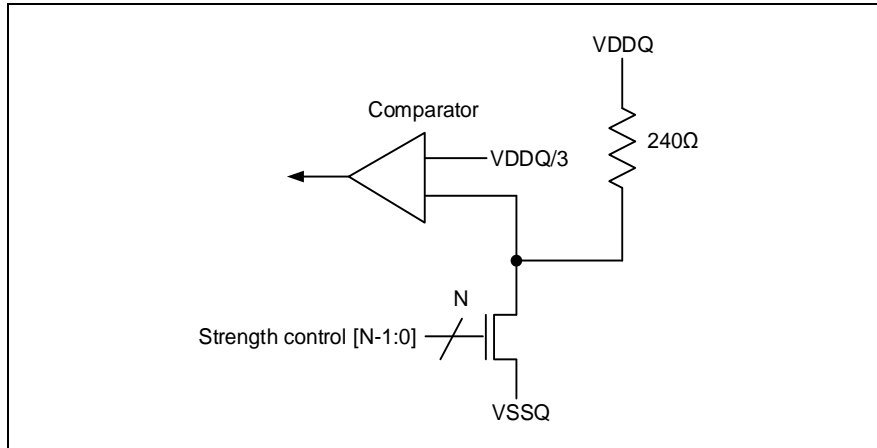 VDDQ
Comparator
VDDQ/3
240Ω
N
Strength control [N-1:0]
VSSQ